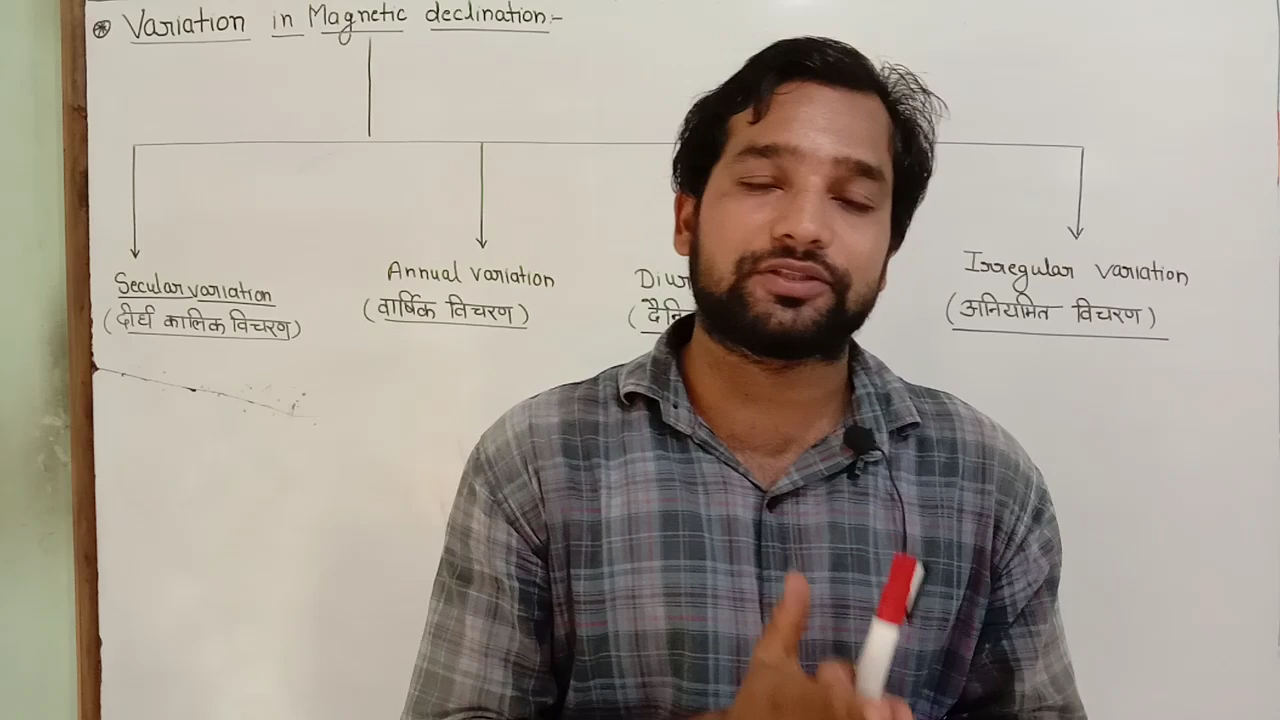 Variation in Magnetic declination:-
Secular variation
(दीर्घ कालिक विचरण)
Annual variation
(वार्षिक विचरण)
Irregular variation
(अनियमित विचरण)